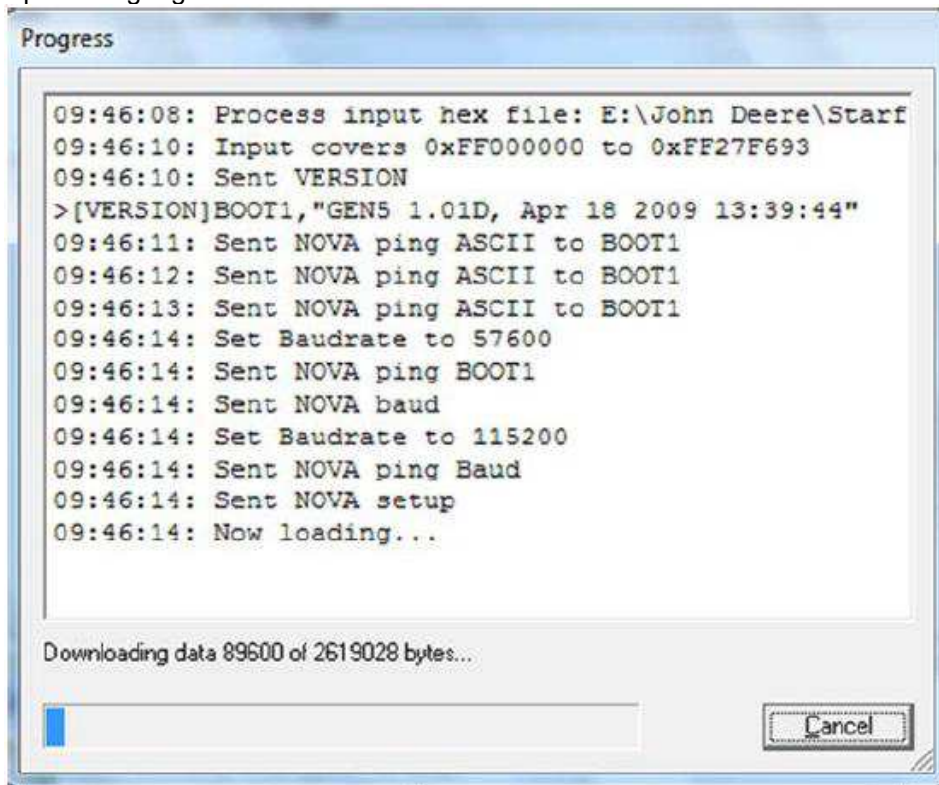 Progress
09:46:08: Process input hex file: E:\John Deere\Starf
09:46:10: Input covers 0xFF000000 to 0xFF27F693
09:46:10: Sent VERSION
>[VERSION]BOOT1,"GEN5 1.01D, Apr 18 2009 13:39:44"
09:46:11: Sent NOVA ping ASCII to BOOT1
09:46:12: Sent NOVA ping ASCII to BOOT1
09:46:13: Sent NOVA ping ASCII to BOOT1
09:46:14: Set Baudrate to 57600
09:46:14: Sent NOVA ping BOOT1
09:46:14: Sent NOVA baud
09:46:14: Set Baudrate to 115200
09:46:14: Sent NOVA ping Baud
09:46:14: Sent NOVA setup
09:46:14: Now loading...
Downloading data 89600 of 2619028 bytes...
Cancel